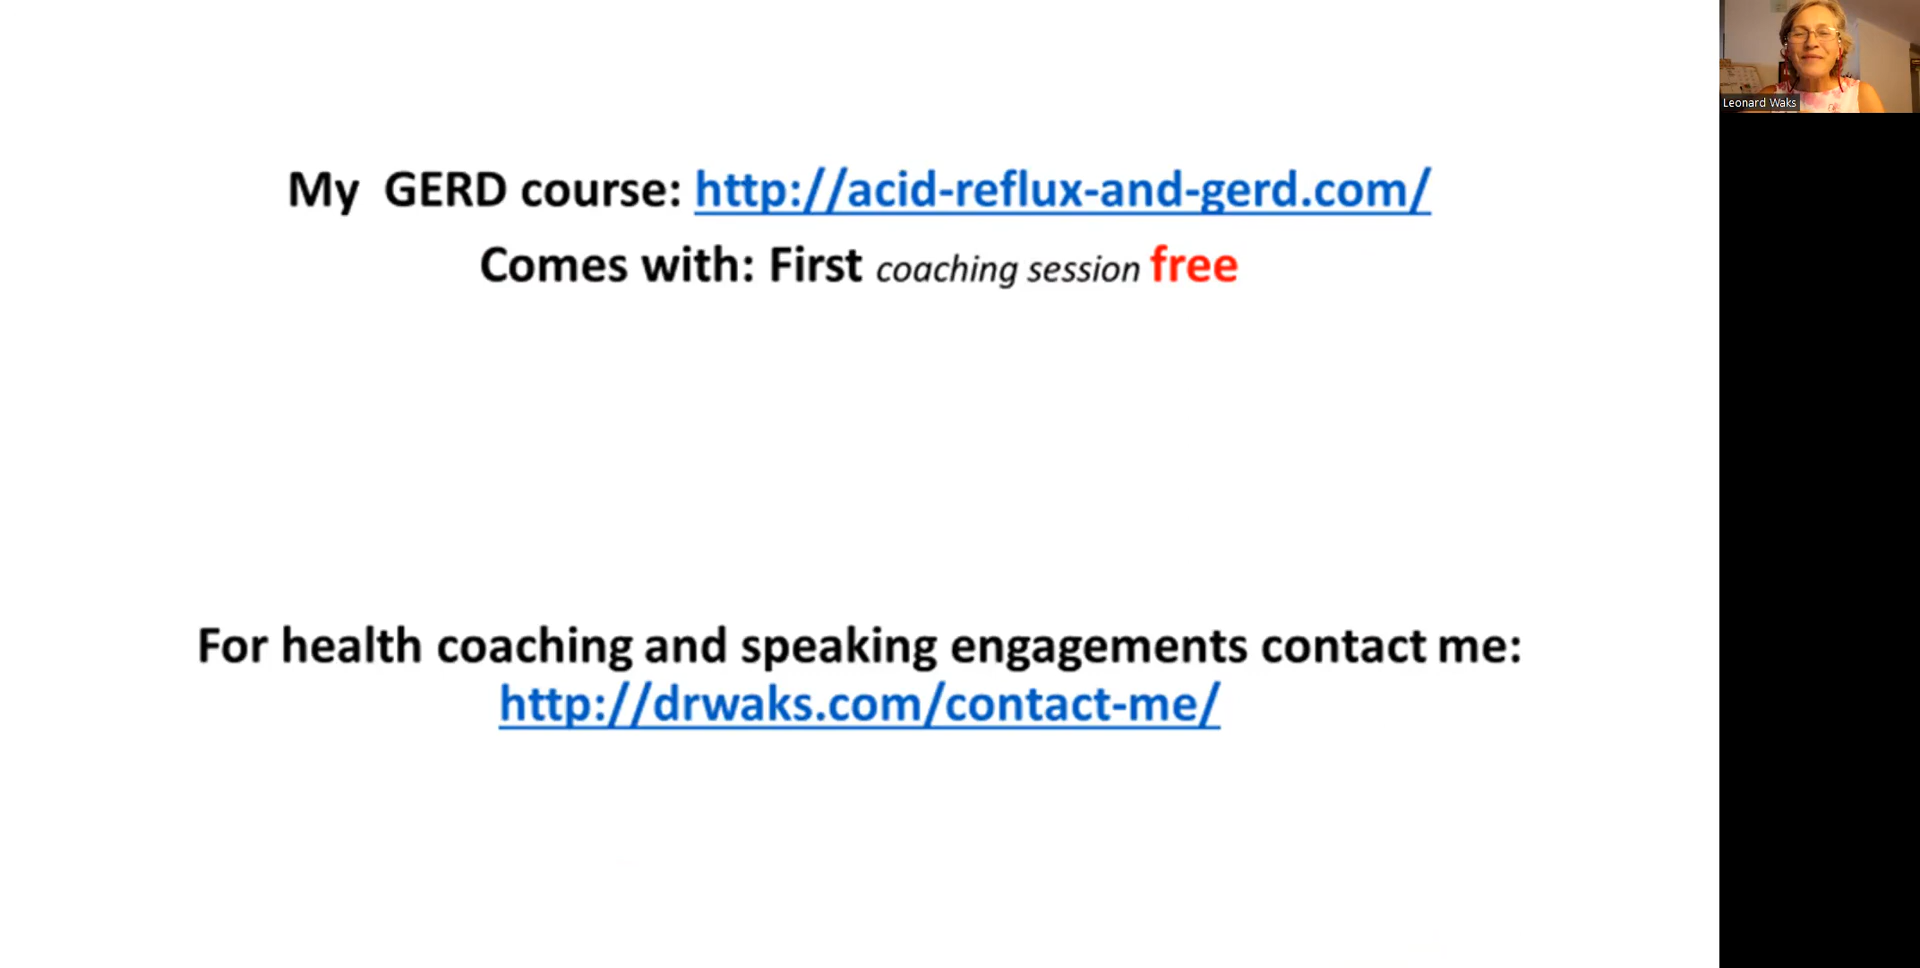 My  GERD course: http://acid-reflux-and-gerd.com/
Comes with: First coaching session free
For health coaching and speaking engagements contact me:
http://drwaks.com/contact-me/
Leonard Waks